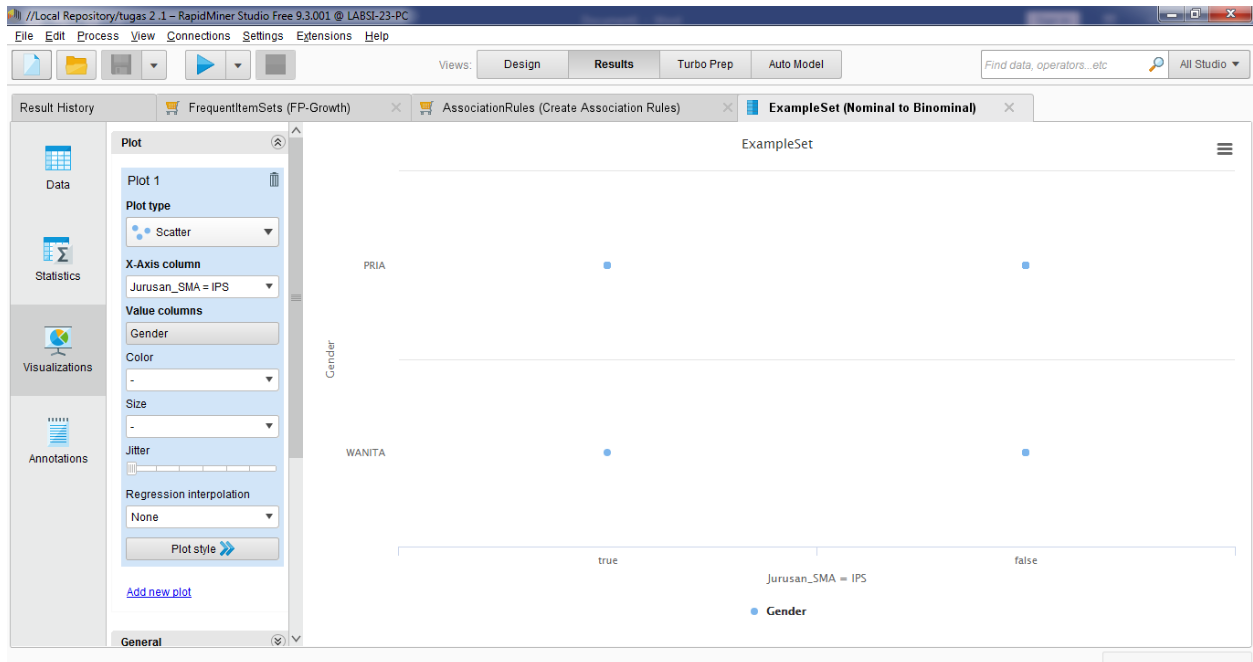 //Local Repository/tugas 2 .1 – RapidMiner Studio Free 9.3.001 @ LABSI-23-PC
File Edit Process View Connections Settings Extensions Help
Views: Design Results Turbo Prep Auto Model Find data, operators...etc All Studio
Result History FrequentItemSets (FP-Growth) AssociationRules (Create Association Rules) ExampleSet (Nominal to Binominal)
Data
Statistics
Visualizations
Annotations
Plot
Plot 1
Plot type
Scatter
X-Axis column
Jurusan_SMA = IPS
Value columns
Gender
Color
-
Size
-
Jitter
Regression interpolation
None
Plot style
Add new plot
General
ExampleSet
PRIA
Gender
WANITA
true false
Jurusan_SMA = IPS
Gender